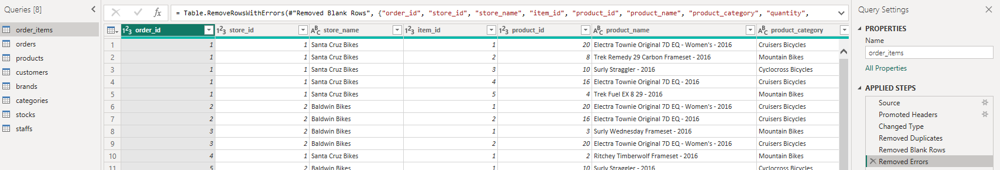 Queries [8]
order_items
orders
products
customers
brands
categories
stocks
staffs
fx = Table.RemoveRowsWithErrors(#"Removed Blank Rows", {"order_id", "store_id", "store_name", "item_id", "product_id", "product_name", "product_category", "quantity",
1²3 order_id 1²3 store_id ABC store_name 1²3 item_id 1²3 product_id ABC product_name ABC product_category
1 1 1 Santa Cruz Bikes 1 20 Electra Townie Original 7D EQ - Women's - 2016 Cruisers Bicycles
2 1 1 Santa Cruz Bikes 2 8 Trek Remedy 29 Carbon Frameset - 2016 Mountain Bikes
3 1 1 Santa Cruz Bikes 3 10 Surly Straggler - 2016 Cyclocross Bicycles
4 1 1 Santa Cruz Bikes 4 16 Electra Townie Original 7D EQ - 2016 Cruisers Bicycles
5 1 1 Santa Cruz Bikes 5 4 Trek Fuel EX 8 29 - 2016 Mountain Bikes
6 2 2 Baldwin Bikes 1 20 Electra Townie Original 7D EQ - Women's - 2016 Cruisers Bicycles
7 2 2 Baldwin Bikes 2 16 Electra Townie Original 7D EQ - 2016 Cruisers Bicycles
8 3 2 Baldwin Bikes 1 3 Surly Wednesday Frameset - 2016 Mountain Bikes
9 3 2 Baldwin Bikes 2 20 Electra Townie Original 7D EQ - Women's - 2016 Cruisers Bicycles
10 4 1 Santa Cruz Bikes 1 2 Ritchey Timberwolf Frameset - 2016 Mountain Bikes
11 5 2 Baldwin Bikes 1 10 Surly Straggler - 2016 Cyclocross Bicycles
Query Settings
PROPERTIES
Name
order_items
All Properties
APPLIED STEPS
Source
Promoted Headers
Changed Type
Removed Duplicates
Removed Blank Rows
Removed Errors